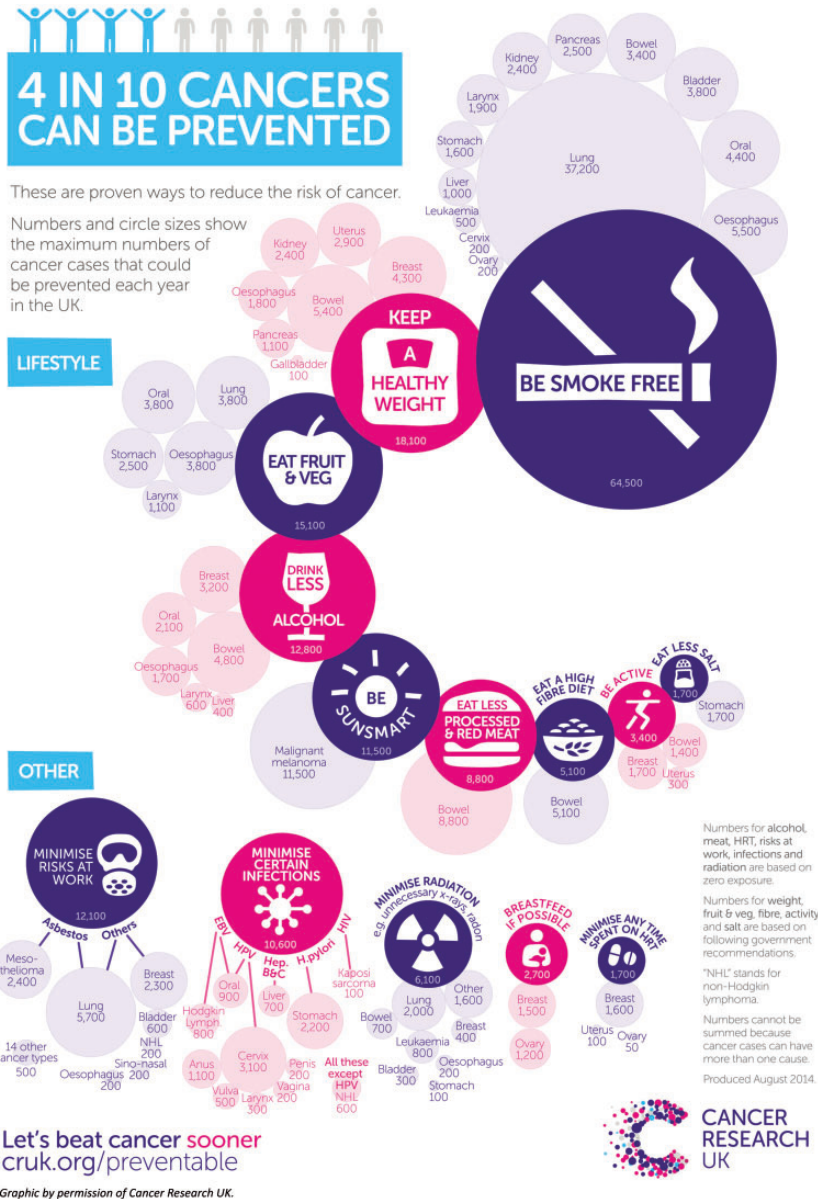 4 IN 10 CANCERS
CAN BE PREVENTED
These are proven ways to reduce the risk of cancer.
Numbers and circle sizes show
the maximum numbers of
cancer cases that could
be prevented each year
in the UK.
LIFESTYLE
Larynx
1,900
Kidney
2,400
Pancreas
2,500
Bowel
3,400
Bladder
3,800
Oral
4,400
Oesophagus
5,500
Lung
37,200
Stomach
1,600
Liver
1,000
Leukaemia
500
Cervix
200
Ovary
200
BE SMOKE FREE
64,500
Kidney
2,400
Uterus
2,900
Breast
4,300
Oesophagus
1,800
Bowel
5,400
Pancreas
1,100
Gallbladder
100
KEEP
A
HEALTHY
WEIGHT
18,100
Oral
3,800
Lung
3,800
Stomach
2,500
Oesophagus
3,800
Larynx
1,100
EAT FRUIT
& VEG
15,100
Breast
3,200
Oral
2,100
Bowel
4,800
Oesophagus
1,700
Larynx
600
Liver
400
DRINK
LESS
ALCOHOL
12,800
BE
SUNSMART
11,500
Malignant
melanoma
11,500
EAT LESS
PROCESSED
& RED MEAT
8,800
Bowel
8,800
EAT A HIGH
FIBRE DIET
5,100
Bowel
5,100
BE ACTIVE
3,400
Breast
1,700
Bowel
1,400
Uterus
300
EAT LESS SALT
1,700
Stomach
1,700
OTHER
MINIMISE
RISKS AT
WORK
12,100
Asbestos
Others
Meso-
thelioma
2,400
Lung
5,700
Breast
2,300
Bladder
600
NHL
200
Sino-nasal
200
Oesophagus
200
14 other
cancer types
500
MINIMISE
CERTAIN
INFECTIONS
10,600
EBV
HPV
Hep.
B&C
H.pylori
HIV
Hodgkin
Lymph.
800
Oral
900
Liver
700
Stomach
2,200
Kaposi
sarcoma
100
Anus
1,100
Cervix
3,100
Penis
200
Vulva
500
Larynx
300
Vagina
200
All these
except
HPV
NHL
600
MINIMISE RADIATION
e.g. unnecessary x-rays, radon
6,100
Bowel
700
Lung
2,000
Other
1,600
Breast
400
Leukaemia
800
Oesophagus
200
Bladder
300
Stomach
100
BREASTFEED
IF POSSIBLE
2,700
Breast
1,500
Ovary
1,200
MINIMISE ANY TIME
SPENT ON HRT
1,700
Breast
1,600
Uterus
100
Ovary
50
Numbers for alcohol,
meat, HRT, risks at
work, infections and
radiation are based on
zero exposure.
Numbers for weight,
fruit & veg, fibre, activity
and salt are based on
following government
recommendations.
"NHL" stands for
non-Hodgkin
lymphoma.
Numbers cannot be
summed because
cancer cases can have
more than one cause.
Produced August 2014.
Let's beat cancer sooner
cruk.org/preventable
CANCER
RESEARCH
UK
Graphic by permission of Cancer Research UK.